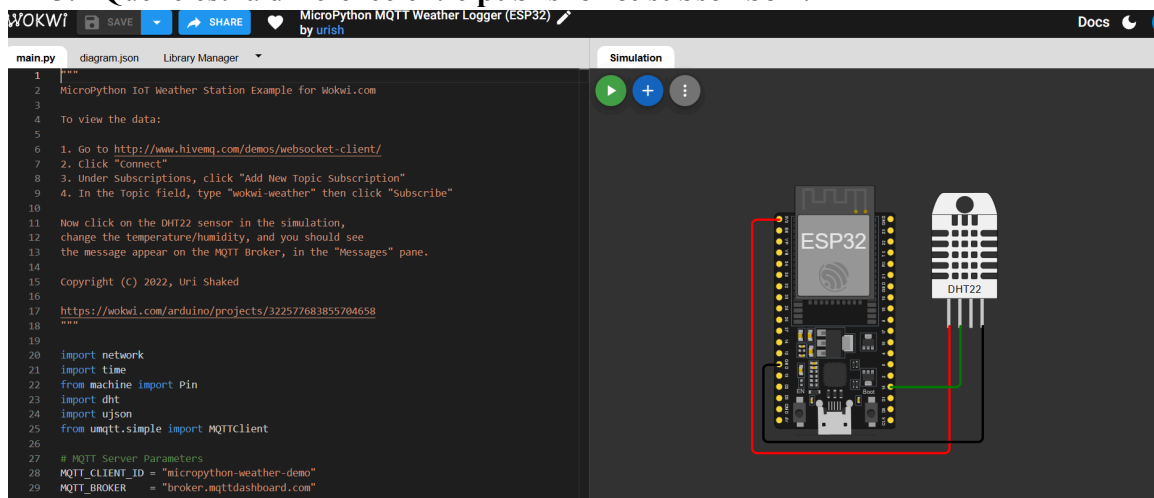 WOKWI SAVE SHARE MicroPython MQTT Weather Logger (ESP32)
by urish
Docs
main.py diagram.json Library Manager
Simulation
1 """
2 MicroPython IoT Weather Station Example for Wokwi.com
3
4 To view the data:
5
6 1. Go to http://www.hivemq.com/demos/websocket-client/
7 2. Click "Connect"
8 3. Under Subscriptions, click "Add New Topic Subscription"
9 4. In the Topic field, type "wokwi-weather" then click "Subscribe"
10
11 Now click on the DHT22 sensor in the simulation,
12 change the temperature/humidity, and you should see
13 the message appear on the MQTT Broker, in the "Messages" pane.
14
15 Copyright (C) 2022, Uri Shaked
16
17 https://wokwi.com/arduino/projects/322577683855704658
18 """
19
20 import network
21 import time
22 from machine import Pin
23 import dht
24 import ujson
25 from umqtt.simple import MQTTClient
26
27 # MQTT Server Parameters
28 MQTT_CLIENT_ID = "micropython-weather-demo"
29 MQTT_BROKER = "broker.mqttdashboard.com"
ESP32
DHT22
EN
Boot